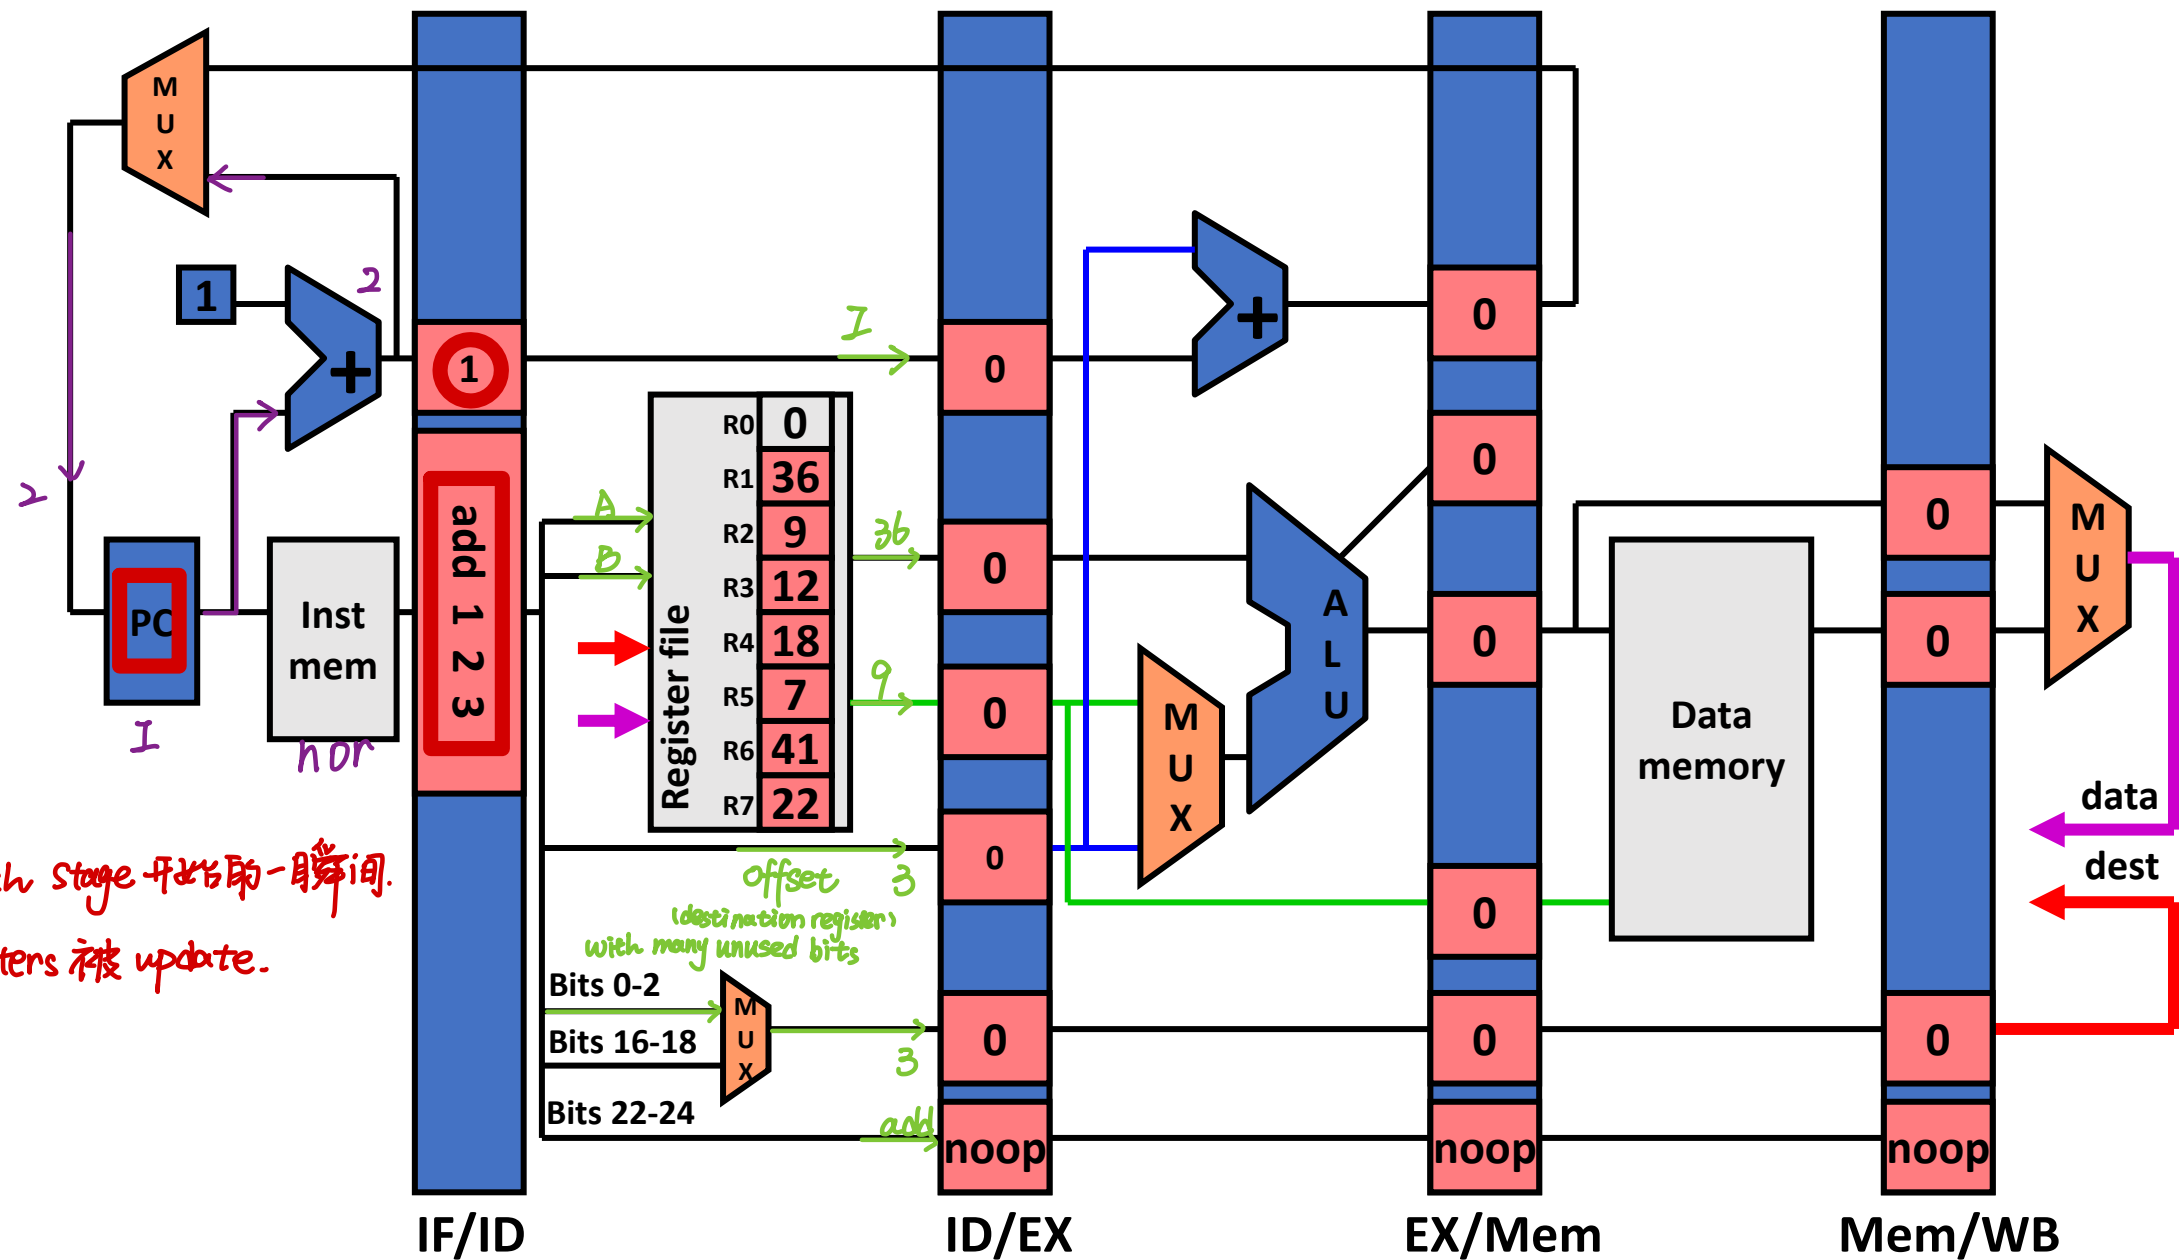 M
U
X
1
2
+
1
I
0
+
0
R0 0
R1 36
R2 9
R3 12
R4 18
R5 7
R6 41
R7 22
Register file
A
B
36
9
0
0
0
A
L
U
M
U
X
0
0
0
0
0
M
U
X
2
PC
I
Inst
mem
nor
add 1 2 3
Data
memory
data
dest
stage 开始的一瞬间.
被 update.
offset 3
(destination register)
with many unused bits
Bits 0-2
Bits 16-18
Bits 22-24
M
U
X
3
add
0
0
0
noop
noop
noop
IF/ID
ID/EX
EX/Mem
Mem/WB